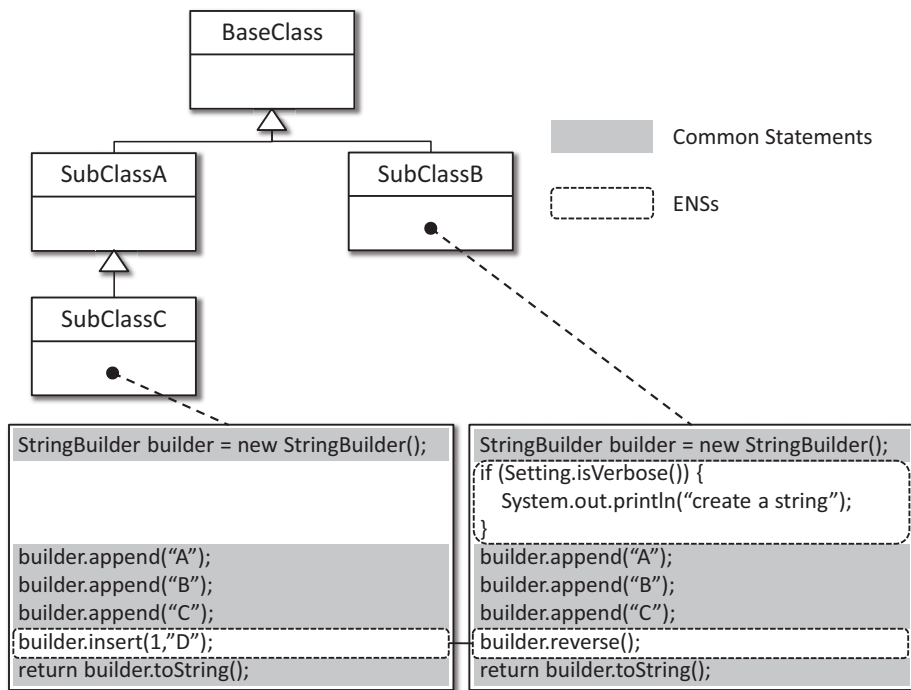 BaseClass
SubClassA
SubClassB
SubClassC
Common Statements
ENSs
StringBuilder builder = new StringBuilder();
builder.append(“A”);
builder.append(“B”);
builder.append(“C”);
builder.insert(1,”D”);
return builder.toString();
StringBuilder builder = new StringBuilder();
if (Setting.isVerbose()) {
System.out.println(“create a string”);
}
builder.append(“A”);
builder.append(“B”);
builder.append(“C”);
builder.reverse();
return builder.toString();